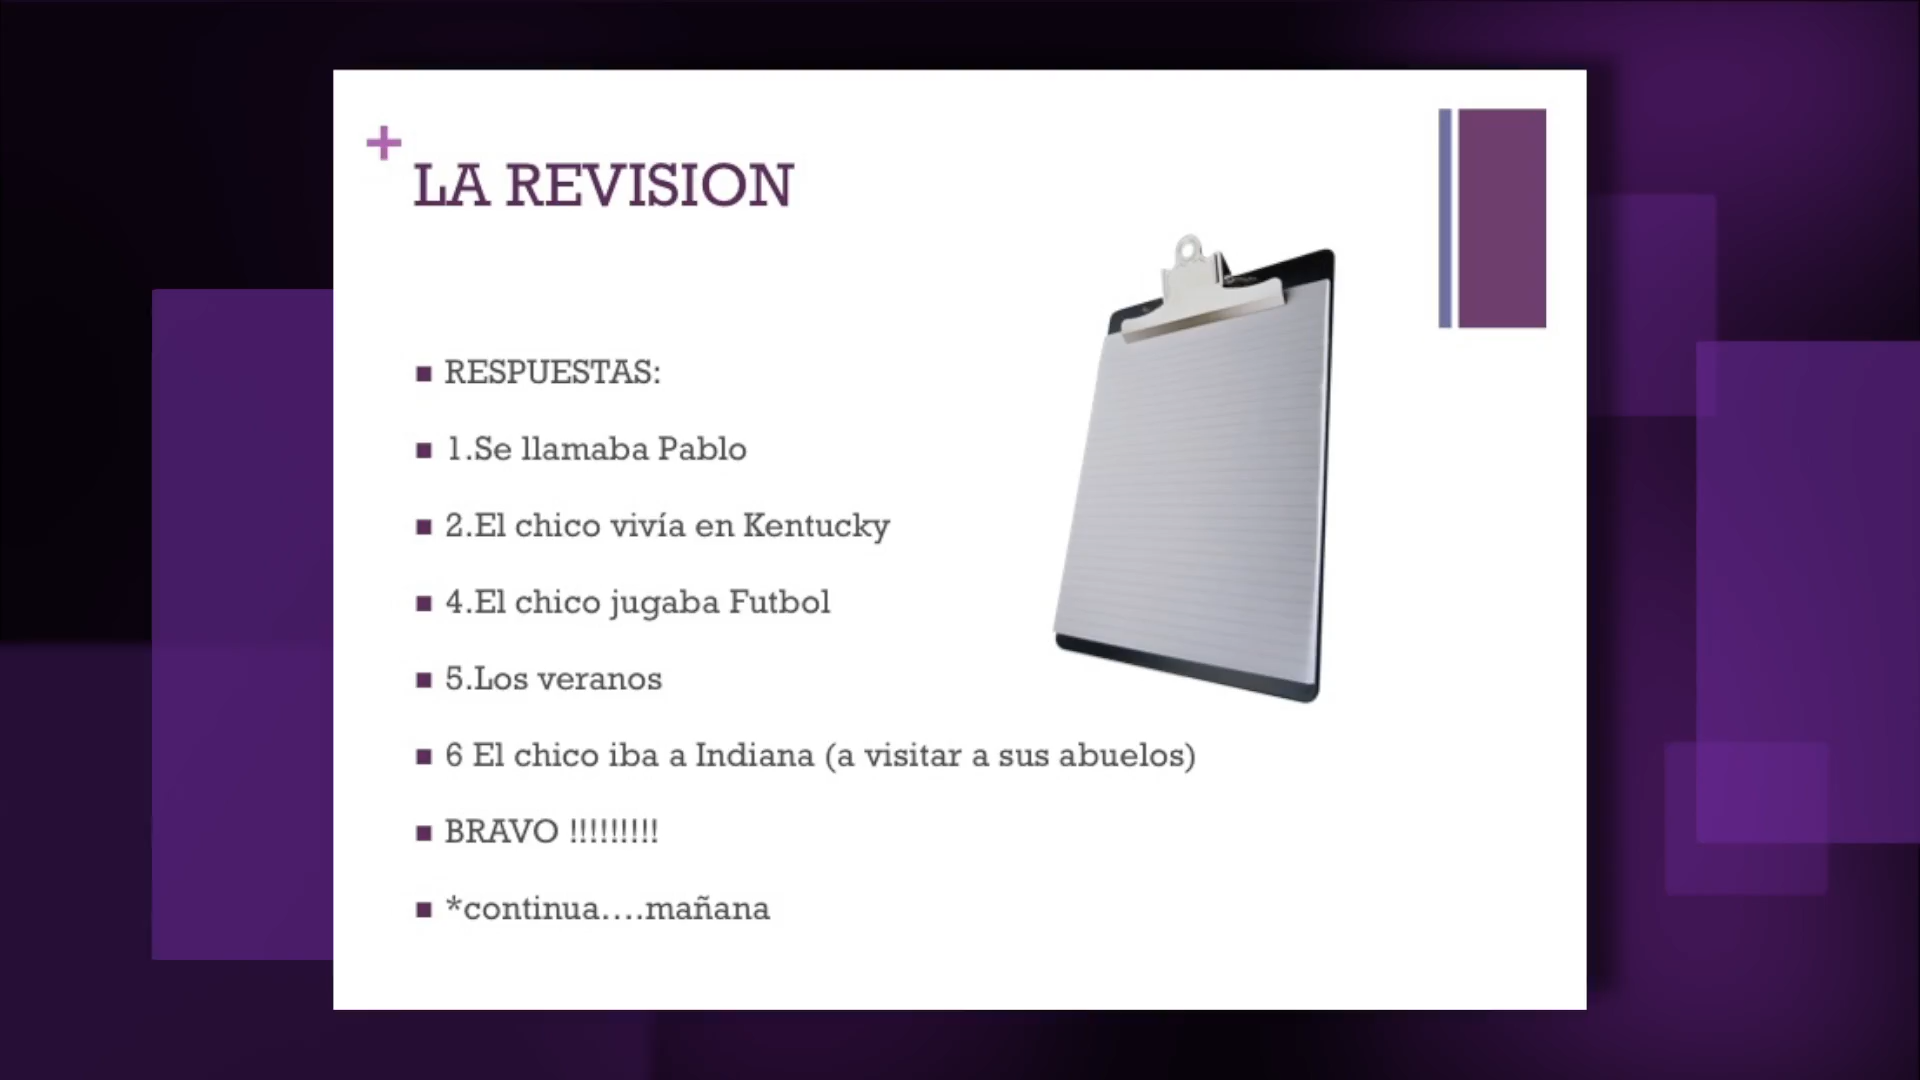 LA REVISION
RESPUESTAS:
1.Se llamaba Pablo
2.El chico vivía en Kentucky
4.El chico jugaba Futbol
5.Los veranos
6 El chico iba a Indiana (a visitar a sus abuelos)
BRAVO !!!!!!!!!
*continua....mañana